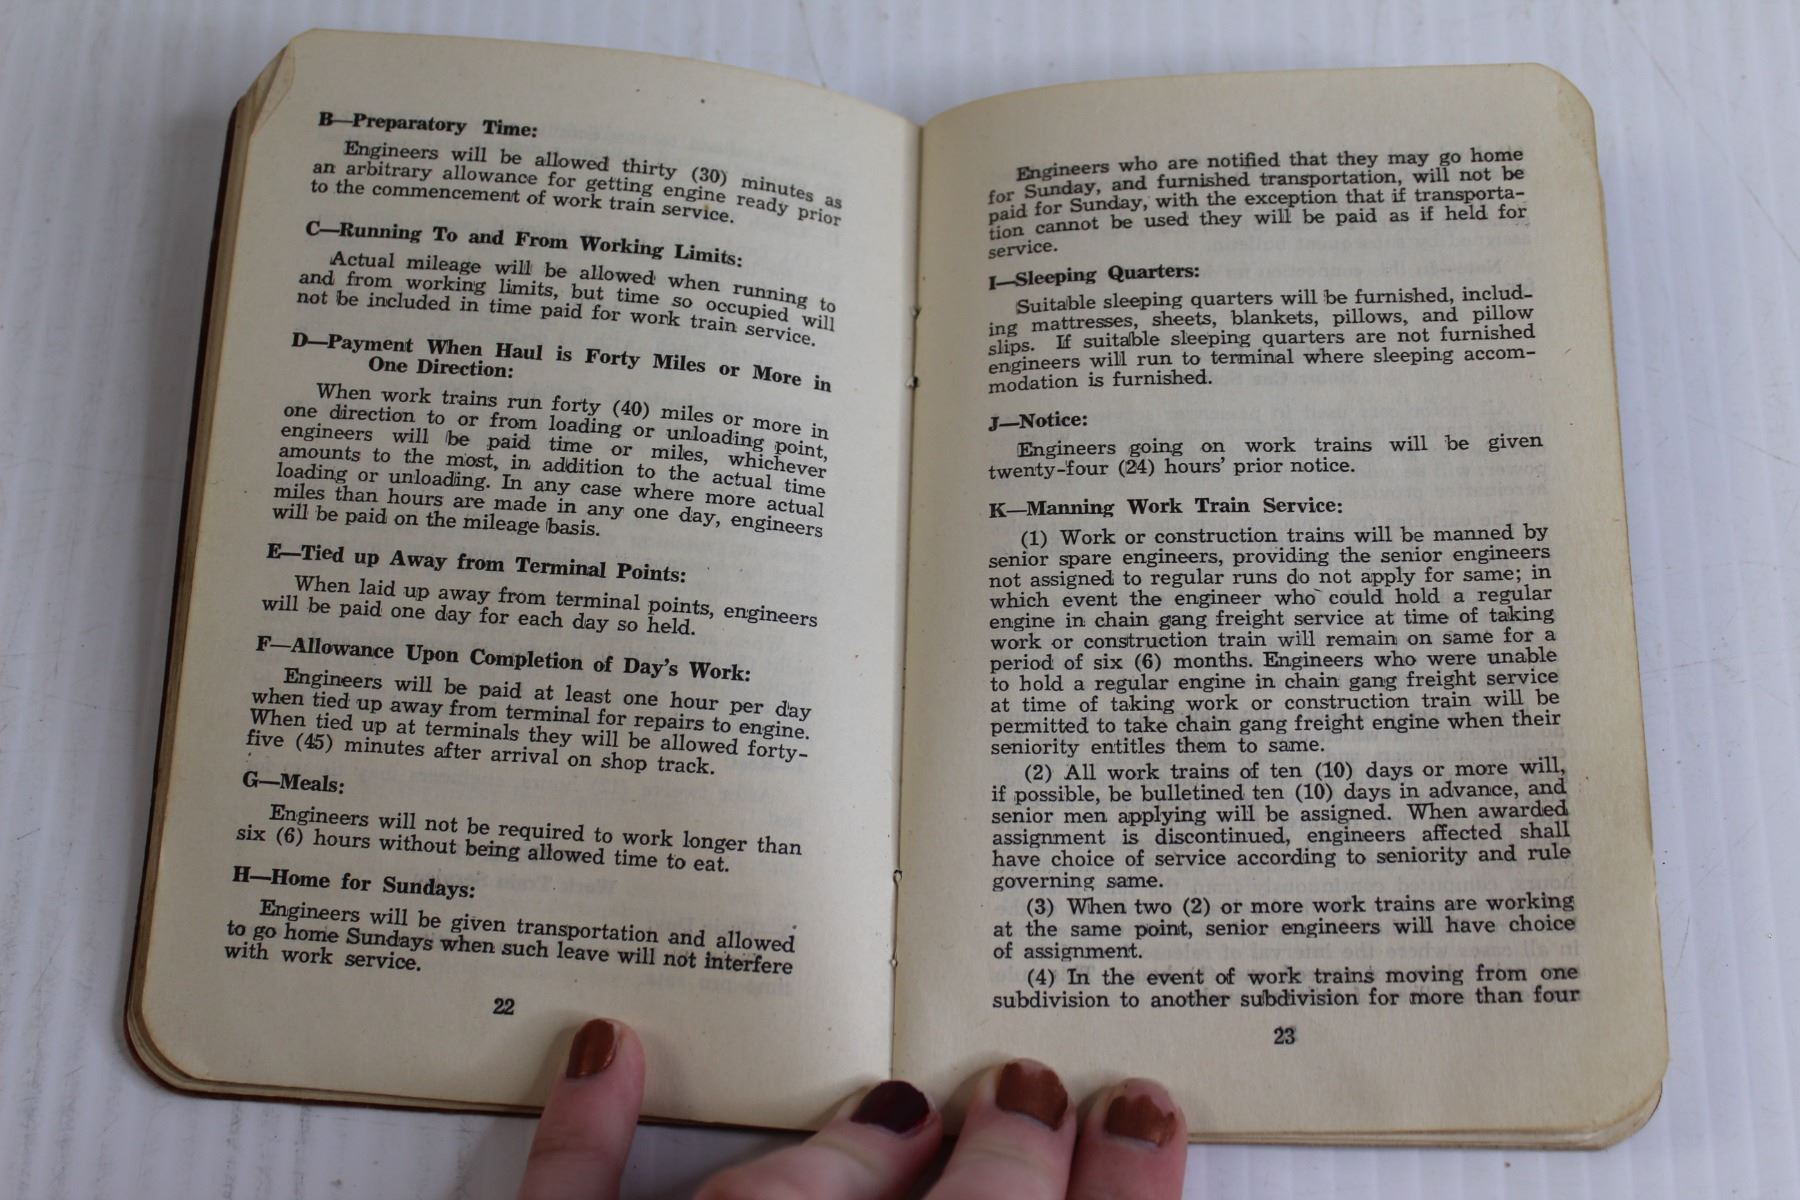 B—Preparatory Time:
Engineers will be allowed thirty (30) minutes as
an arbitrary allowance for getting engine ready prior
to the commencement of work train service.
C—Running To and From Working Limits:
Actual mileage will be allowed when running to
and from working limits, but time so occupied will
not be included in time paid for work train service.
D—Payment When Haul is Forty Miles or More in
One Direction:
When work trains run forty (40) miles or more in
one direction to or from loading or unloading point,
engineers will be paid time or miles, whichever
amounts to the most, in addition to the actual time
loading or unloading. In any case where more actual
miles than hours are made in any one day, engineers
will be paid on the mileage basis.
E—Tied up Away from Terminal Points:
When laid up away from terminal points, engineers
will be paid one day for each day so held.
F—Allowance Upon Completion of Day's Work:
Engineers will be paid at least one hour per day
when tied up away from terminal for repairs to engine.
When tied up at terminals they will be allowed forty-
five (45) minutes after arrival on shop track.
G—Meals:
Engineers will not be required to work longer than
six (6) hours without being allowed time to eat.
H—Home for Sundays:
Engineers will be given transportation and allowed
to go home Sundays when such leave will not interfere
with work service.
22
Engineers who are notified that they may go home
for Sunday, and furnished transportation, will not be
paid for Sunday, with the exception that if transporta-
tion cannot be used they will be paid as if held for
service.
I—Sleeping Quarters:
Suitable sleeping quarters will be furnished, includ-
ing mattresses, sheets, blankets, pillows, and pillow
slips. If suitable sleeping quarters are not furnished
engineers will run to terminal where sleeping accom-
modation is furnished.
J—Notice:
Engineers going on work trains will be given
twenty-four (24) hours' prior notice.
K—Manning Work Train Service:
(1) Work or construction trains will be manned by
senior spare engineers, providing the senior engineers
not assigned to regular runs do not apply for same; in
which event the engineer who could hold a regular
engine in chain gang freight service at time of taking
work or construction train will remain on same for a
period of six (6) months. Engineers who were unable
to hold a regular engine in chain gang freight service
at time of taking work or construction train will be
permitted to take chain gang freight engine when their
seniority entitles them to same.
(2) All work trains of ten (10) days or more will,
if possible, be bulletined ten (10) days in advance, and
senior men applying will be assigned. When awarded
assignment is discontinued, engineers affected shall
have choice of service according to seniority and rule
governing same.
(3) When two (2) or more work trains are working
at the same point, senior engineers will have choice
of assignment.
(4) In the event of work trains moving from one
subdivision to another subdivision for more than four
23